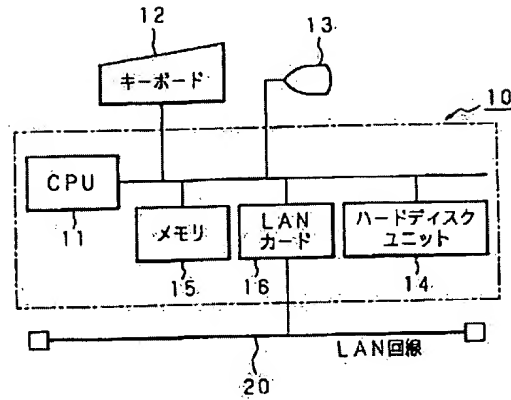 12
13
キーボード
10
CPU
11
メモリ
15
LAN
カード
16
ハードディスク
ユニット
14
LAN回線
20